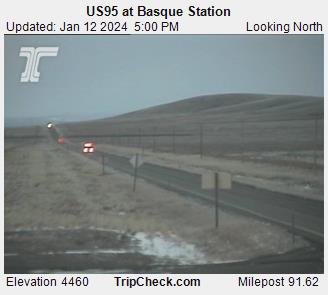 US95 at Basque Station
Updated: Jan 12 2024 5:00 PM Looking North
Elevation 4460 TripCheck.com Milepost 91.62